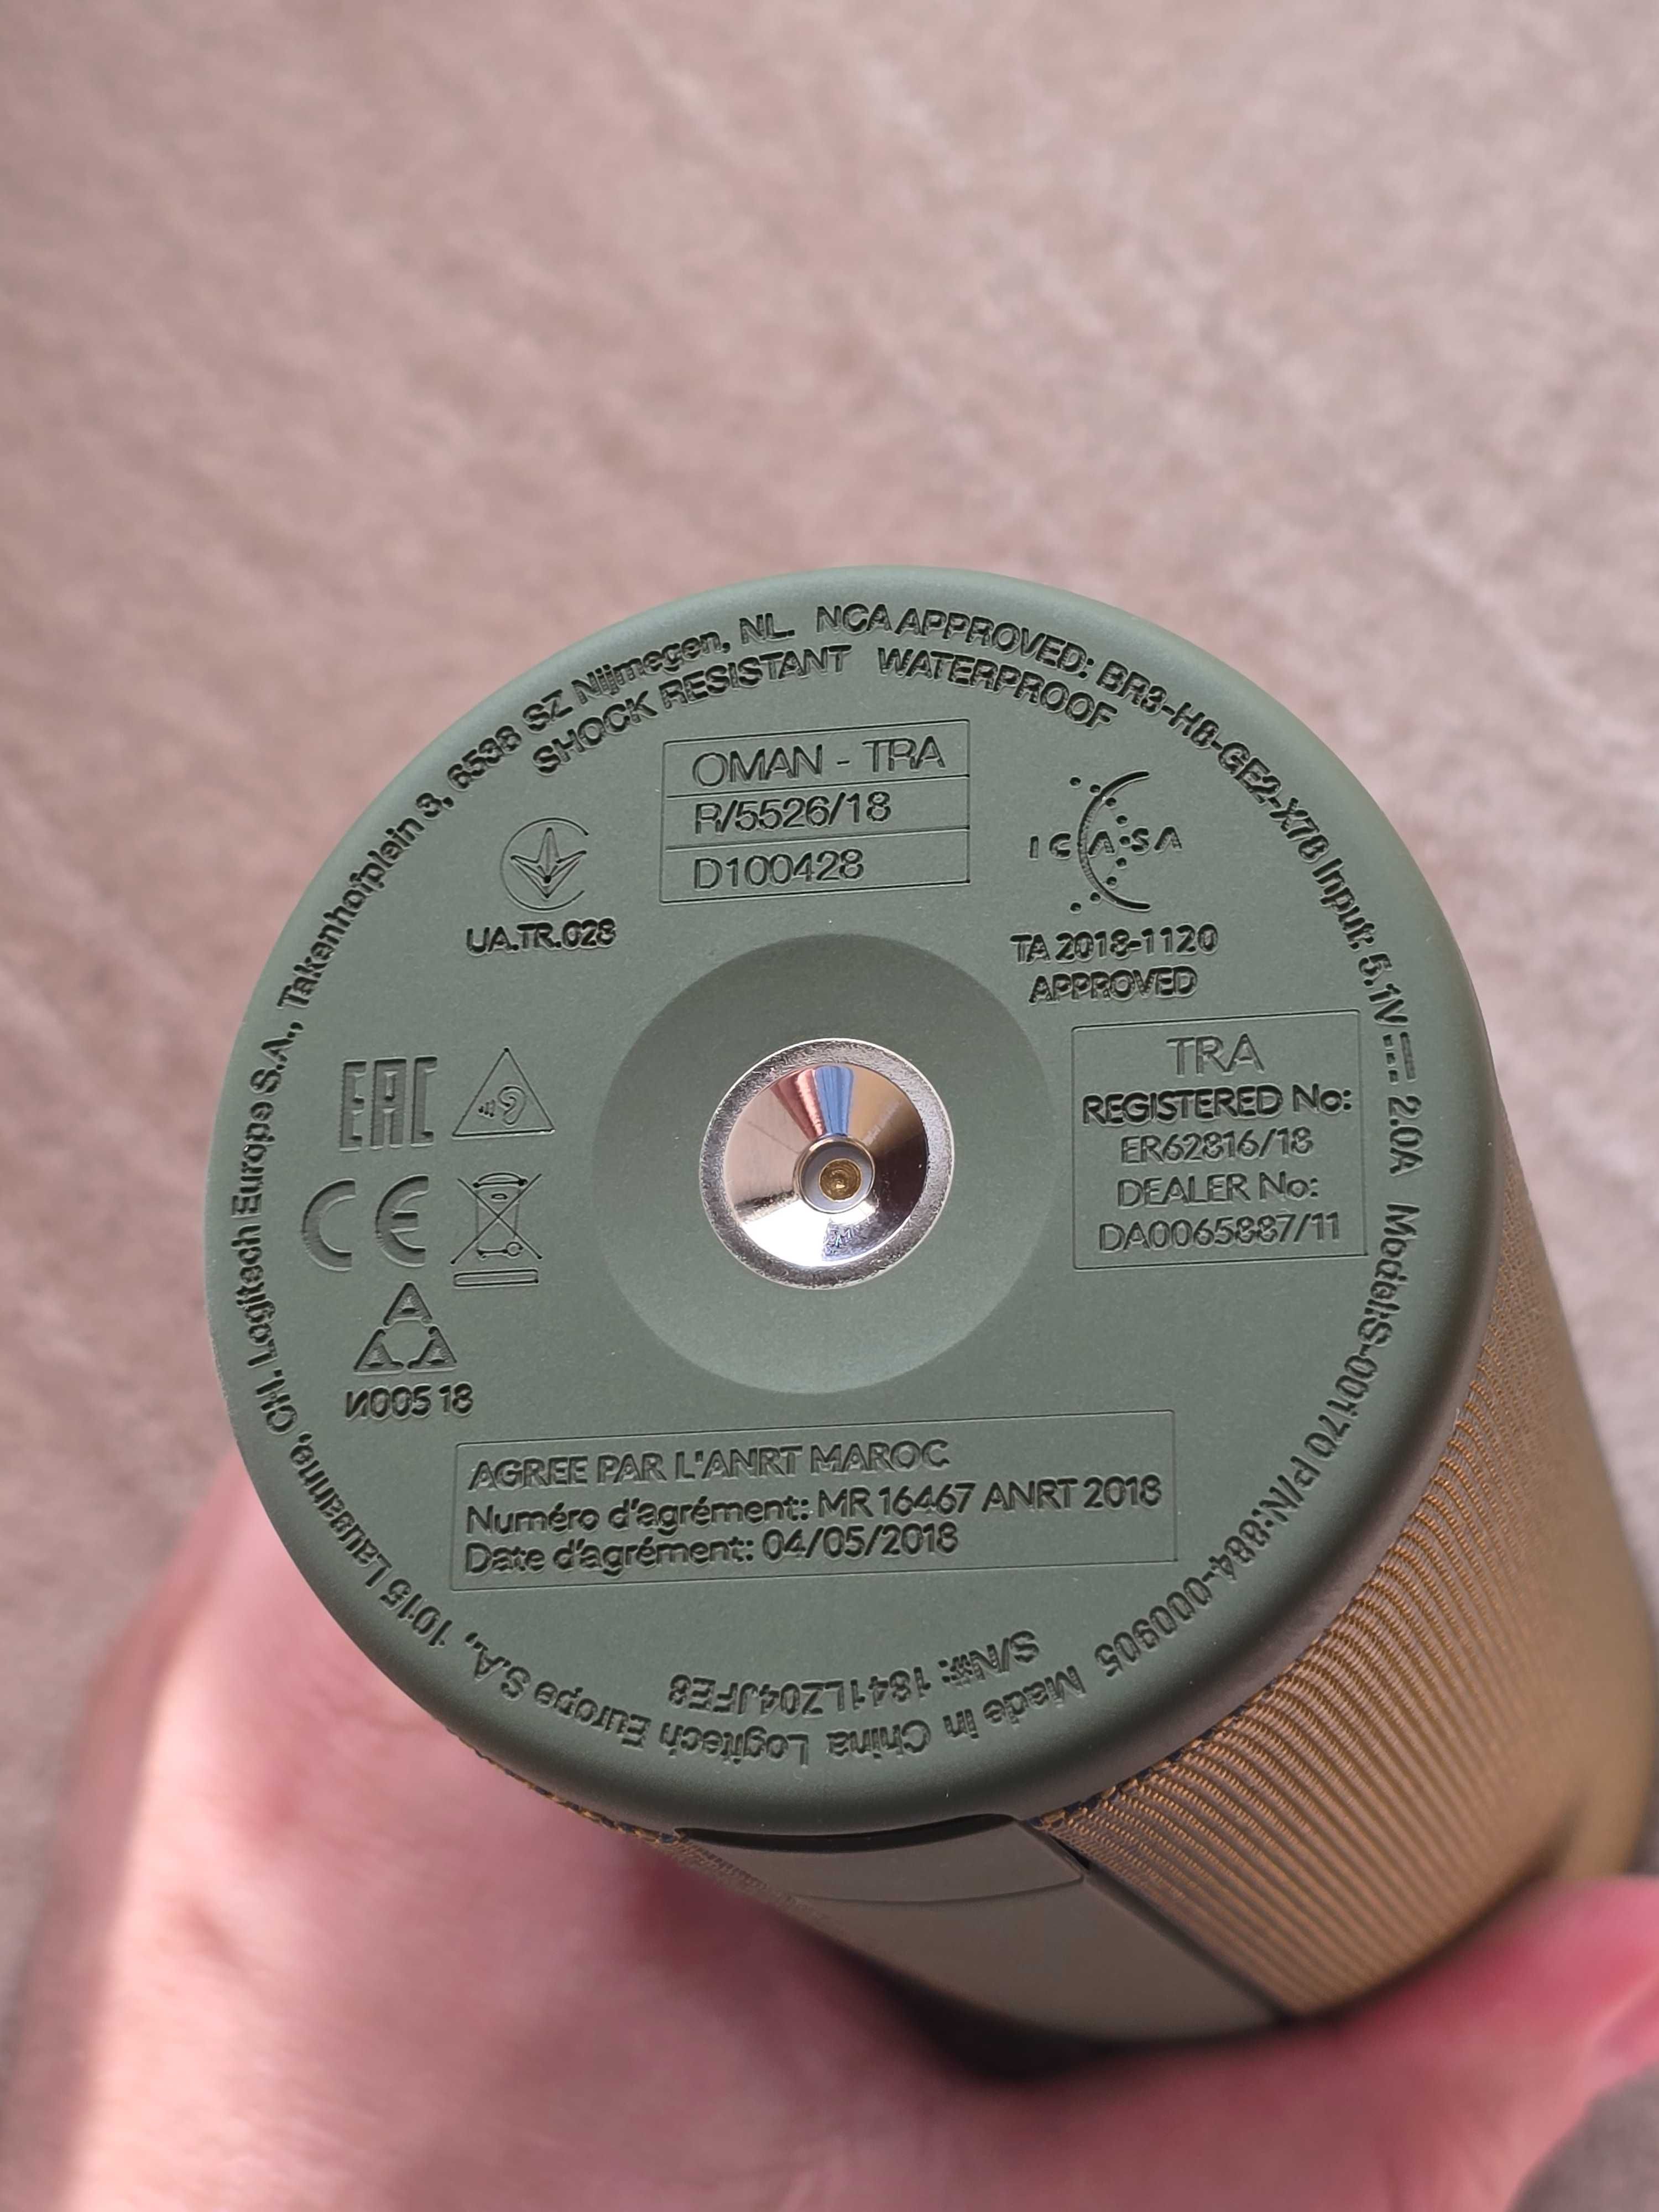 Logitech Europe S.A., 1015 Lausanne, CH. Logitech Europe S.A., Takenhofplein 3, 6538 SZ Nijmegen, NL. NCA APPROVED: BR3-H8-GE2-X78 Input: 5.1V 2.0A Model:S-00170 P/N:884-000905 Made in China
SHOCK RESISTANT WATERPROOF
OMAN - TRA
R/5526/18
D100428
UA.TR.028
ICASA
TA 2018-1120
APPROVED
TRA
REGISTERED No:
ER62816/18
DEALER No:
DA0065887/11
EAC
CE
И005 18
AGREE PAR L'ANRT MAROC
Numéro d'agrément: MR 16467 ANRT 2018
Date d'agrément: 04/05/2018
S/N#: 1841LZ04JFE8